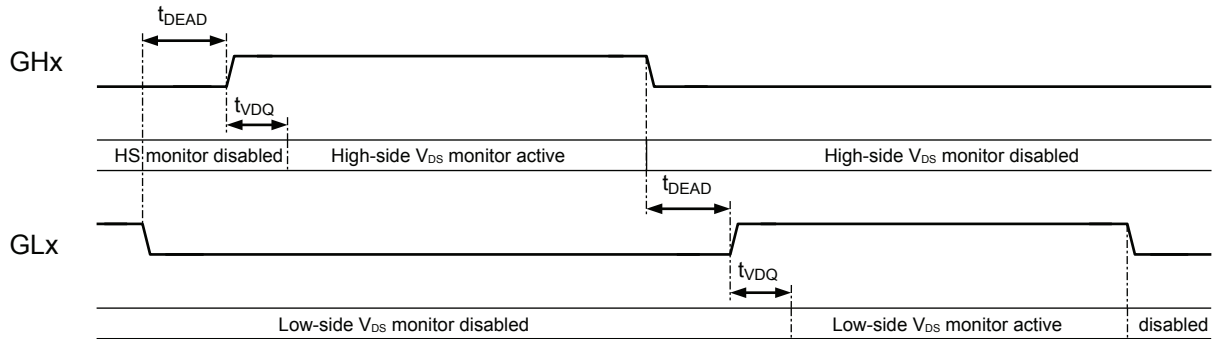 tDEAD
GHx
tVDQ
HS monitor disabled High-side VDS monitor active High-side VDS monitor disabled
tDEAD
GLx
tVDQ
Low-side VDS monitor disabled Low-side VDS monitor active disabled